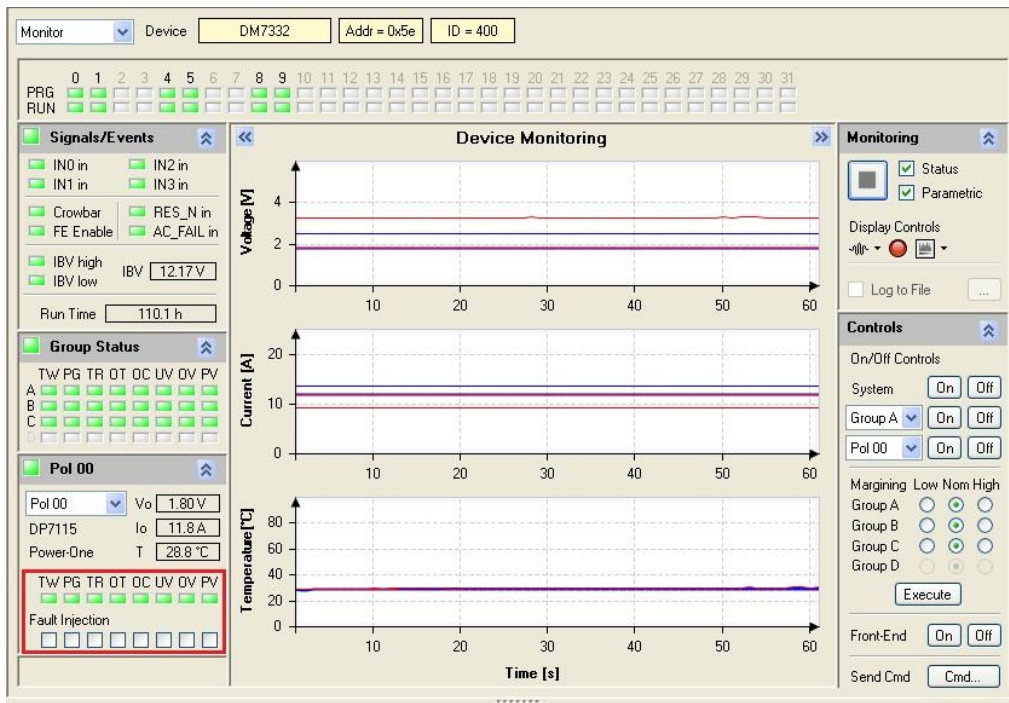 Monitor Device DM7332 Addr = 0x5e ID = 400
0 1 2 3 4 5 6 7 8 9 10 11 12 13 14 15 16 17 18 19 20 21 22 23 24 25 26 27 28 29 30 31
PRG
RUN
Signals/Events
IN0 in IN2 in
IN1 in IN3 in
Crowbar RES_N in
FE Enable AC_FAIL in
IBV high
IBV low
IBV 12.17 V
Run Time 110.1 h
Group Status
TW PG TR OT OC UV OV PV
A
B
C
D
Pol 00
Pol 00 Vo 1.80 V
DP7115 Io 11.8 A
Power-One T 28.8 °C
TW PG TR OT OC UV OV PV
Fault Injection
Device Monitoring
Voltage [V]
4
2
0
10 20 30 40 50 60
Current [A]
20
10
0
10 20 30 40 50 60
Temperature[°C]
80
60
40
20
0
10 20 30 40 50 60
Time [s]
Monitoring
Status
Parametric
Display Controls
Log to File ...
Controls
On/Off Controls
System On Off
Group A On Off
Pol 00 On Off
Margining Low Nom High
Group A
Group B
Group C
Group D
Execute
Front-End On Off
Send Cmd Cmd...